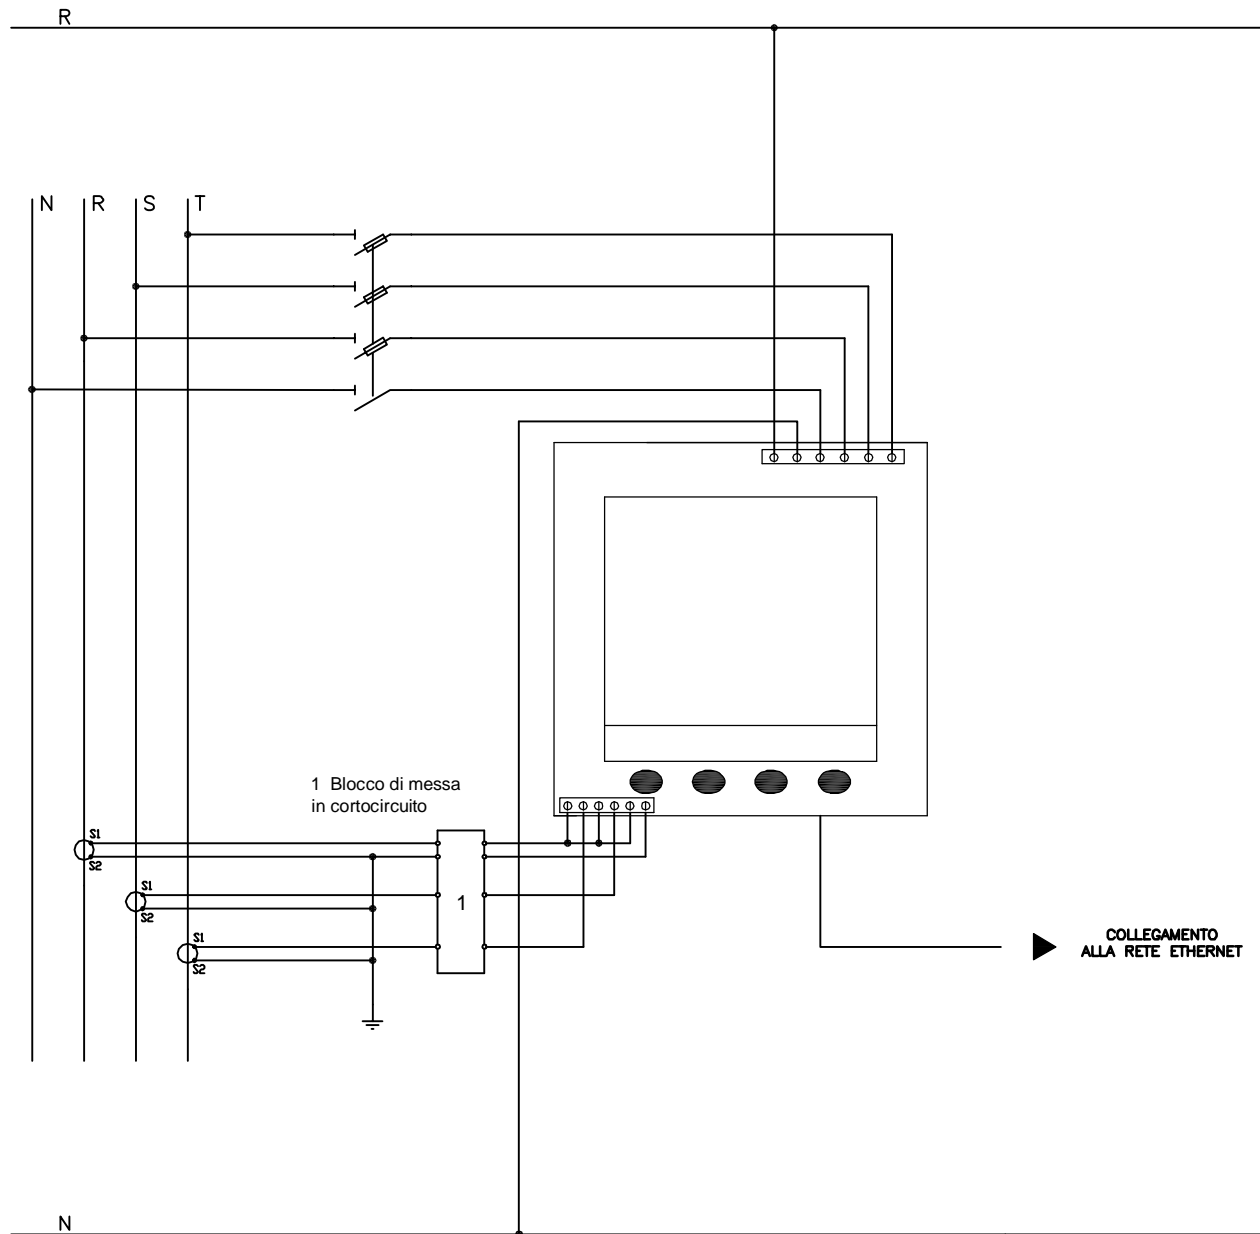 R
N R S T
1 Blocco di messa
in cortocircuito
S1
S2
S1
S2
1
S1
S2
COLLEGAMENTO
ALLA RETE ETHERNET
N